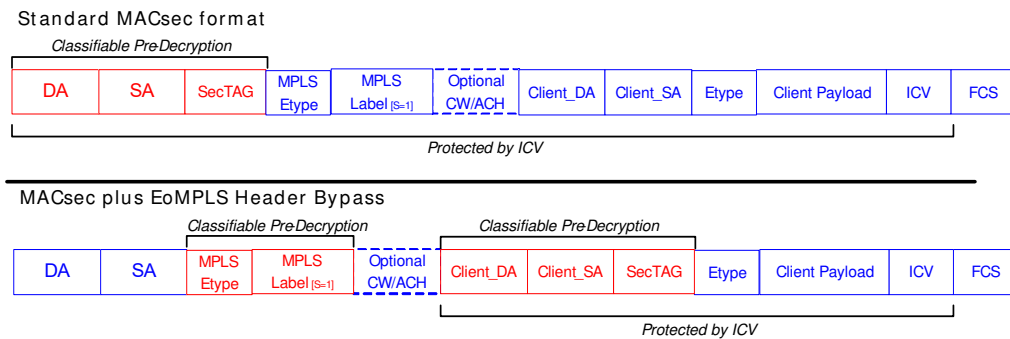 Standard MACsec format
Classifiable Pre-Decryption
DA SA SecTAG MPLS Etype MPLS Label [S=1] Optional CW/ACH Client_DA Client_SA Etype Client Payload ICV FCS
Protected by ICV
MACsec plus EoMPLS Header Bypass
Classifiable Pre-Decryption Classifiable Pre-Decryption
DA SA MPLS Etype MPLS Label [S=1] Optional CW/ACH Client_DA Client_SA SecTAG Etype Client Payload ICV FCS
Protected by ICV